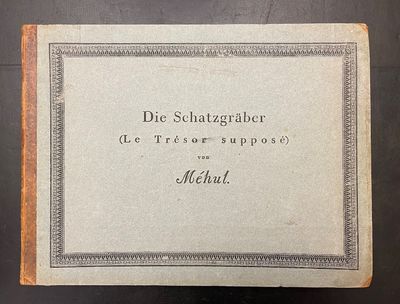 Die Schatzgräber
(Le Trésor supposé)
von
Méhul.